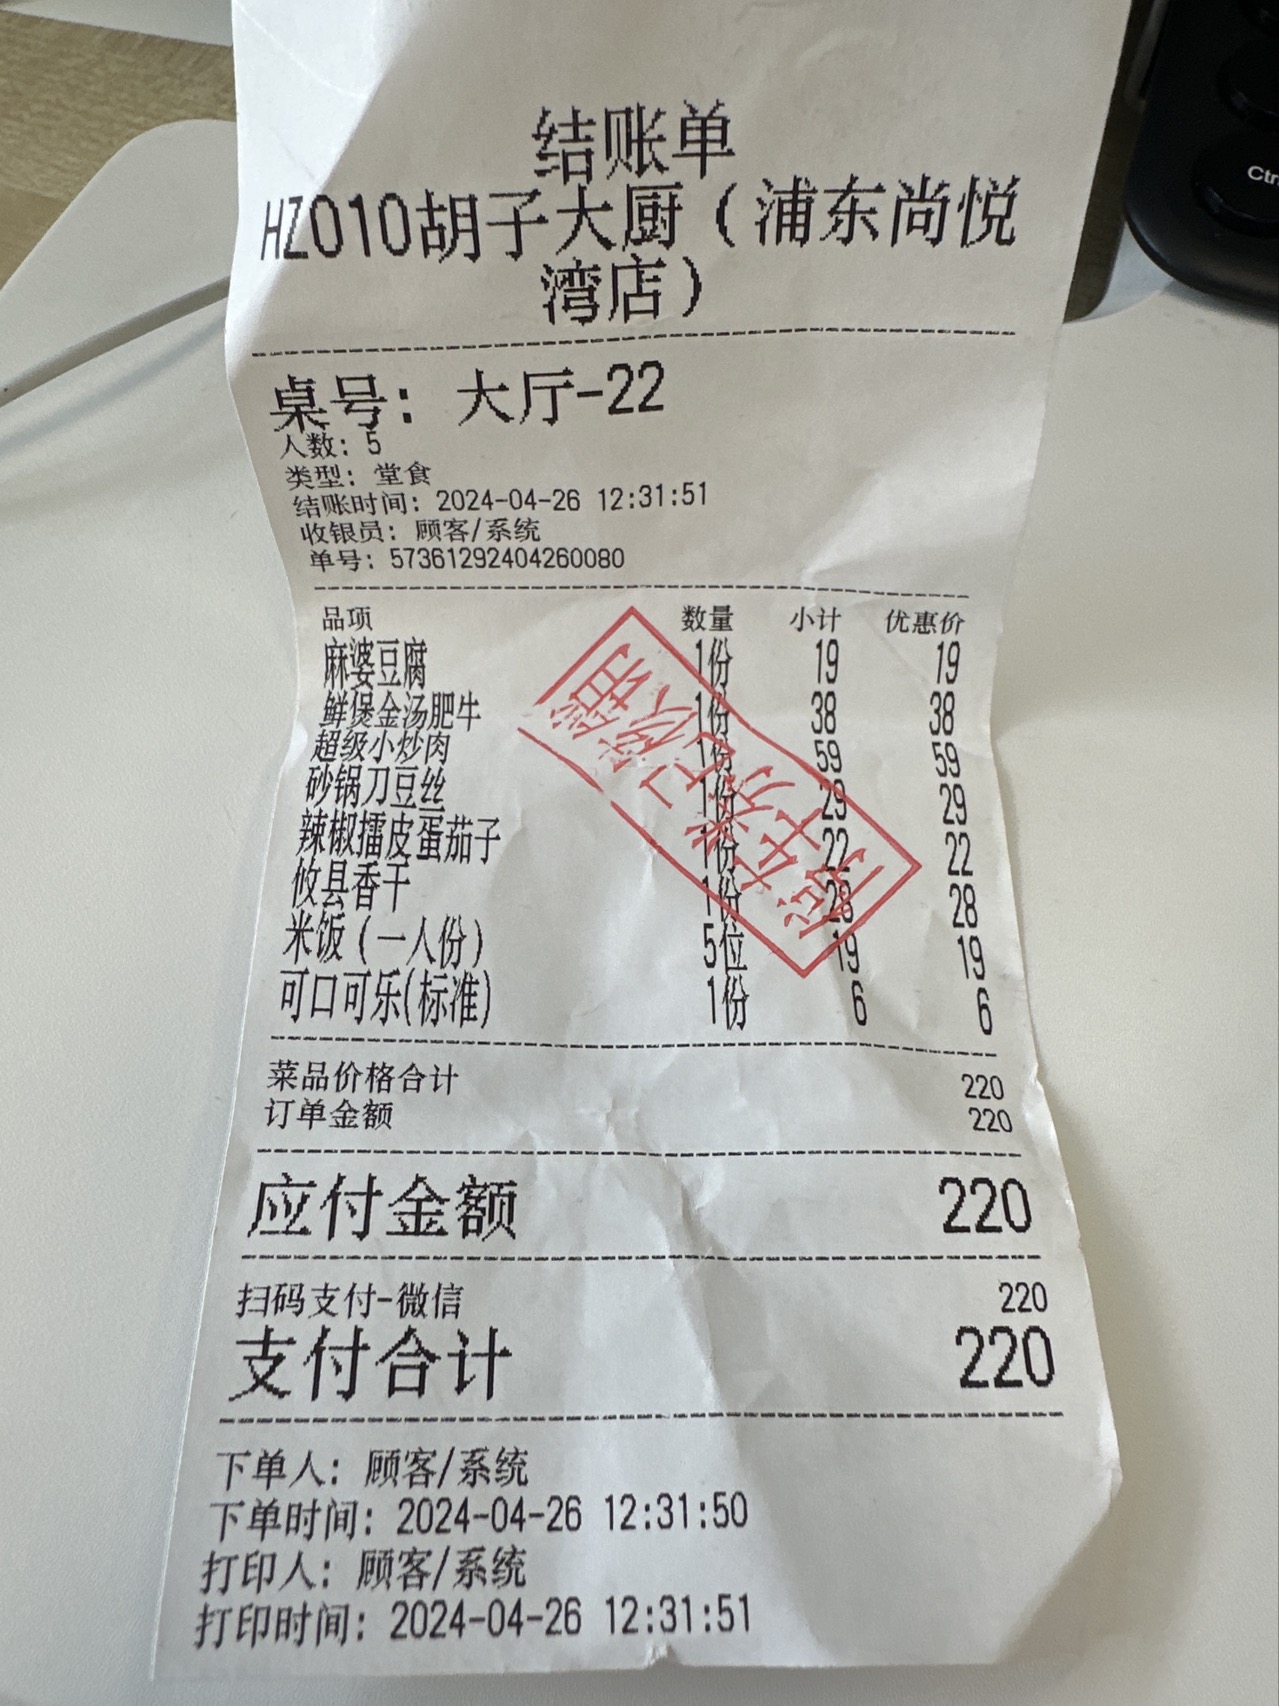 结账单
HZ010胡子大厨（浦东尚悦
湾店）
桌号：大厅-22
人数：5
类型：堂食
结账时间：2024-04-26 12:31:51
收银员：顾客/系统
单号：57361292404260080
品项 数量 小计 优惠价
麻婆豆腐 1份 19 19
鲜煲金汤肥牛 1份 38 38
超级小炒肉 1份 59 59
砂锅刀豆丝 1份 29 29
辣椒擂皮蛋茄子 1份 22 22
攸县香干 1份 28 28
米饭（一人份） 5位 19 19
可口可乐(标准) 1份 6 6
菜品价格合计 220
订单金额 220
应付金额 220
扫码支付-微信 220
支付合计 220
下单人：顾客/系统
下单时间：2024-04-26 12:31:50
打印人：顾客/系统
打印时间：2024-04-26 12:31:51
Ctr